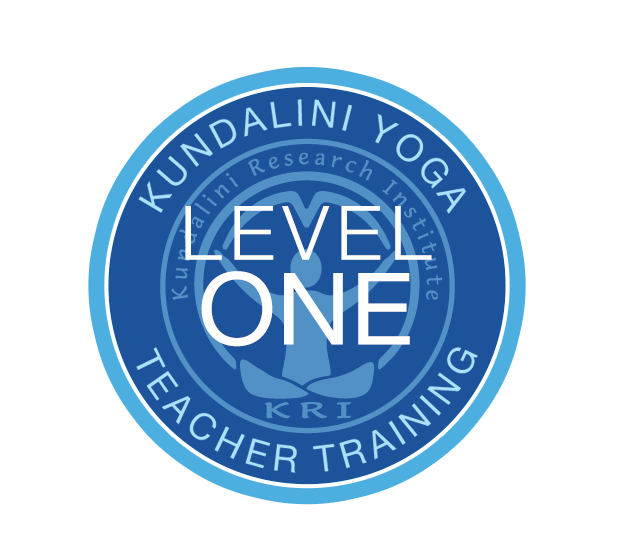 KUNDALINI YOGA
Kundalini Research Institute
LEVEL
ONE
KRI
TEACHER TRAINING